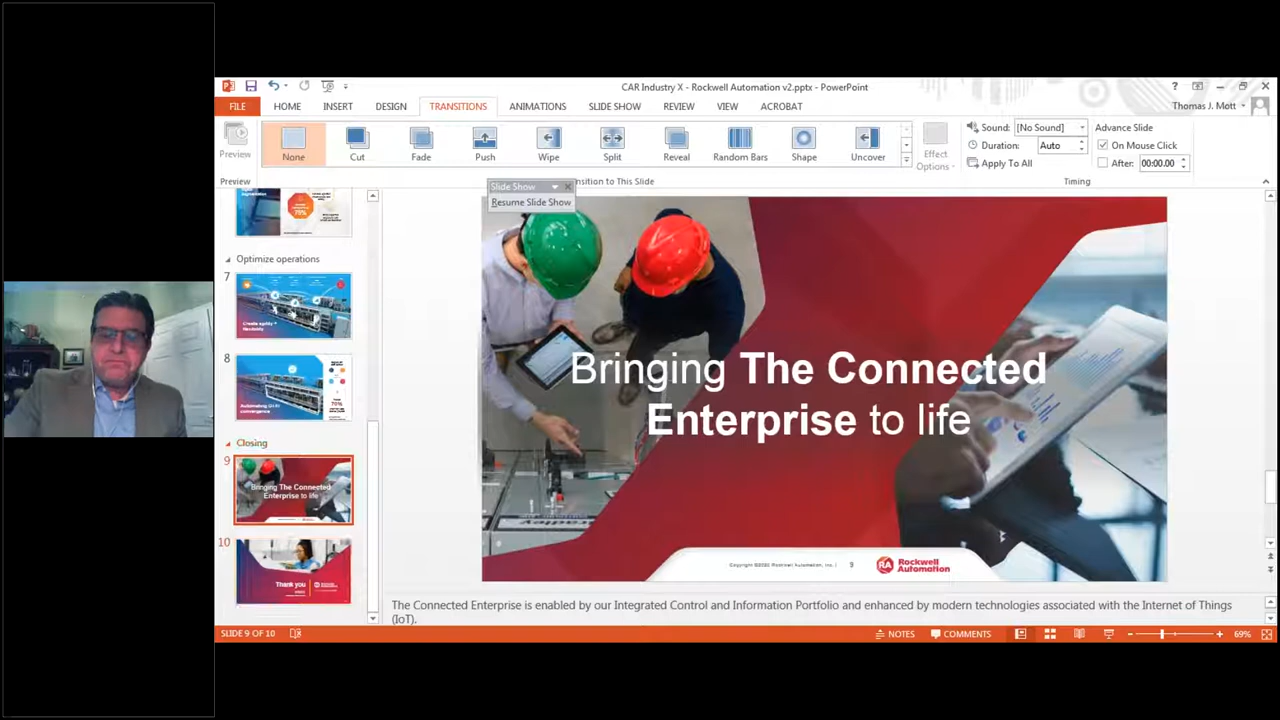 CAR Industry X - Rockwell Automation v2.pptx - PowerPoint
FILE
HOME
INSERT
DESIGN
TRANSITIONS
ANIMATIONS
SLIDE SHOW
REVIEW
VIEW
ACROBAT
Thomas J. Mott
Preview
None
Cut
Fade
Push
Wipe
Split
Reveal
Random Bars
Shape
Uncover
Effect
Options
Sound: [No Sound]
Duration: Auto
Apply To All
Advance Slide
On Mouse Click
After: 00:00.00
Preview
nsition to This Slide
Timing
Slide Show
Resume Slide Show
Optimize operations
7
8
Closing
9
Bringing The Connected
Enterprise to life
10
Thank you
Bringing The Connected
Enterprise to life
9
RA
Rockwell
Automation
The Connected Enterprise is enabled by our Integrated Control and Information Portfolio and enhanced by modern technologies associated with the Internet of Things
(IoT).
SLIDE 9 OF 10
NOTES
COMMENTS
69%